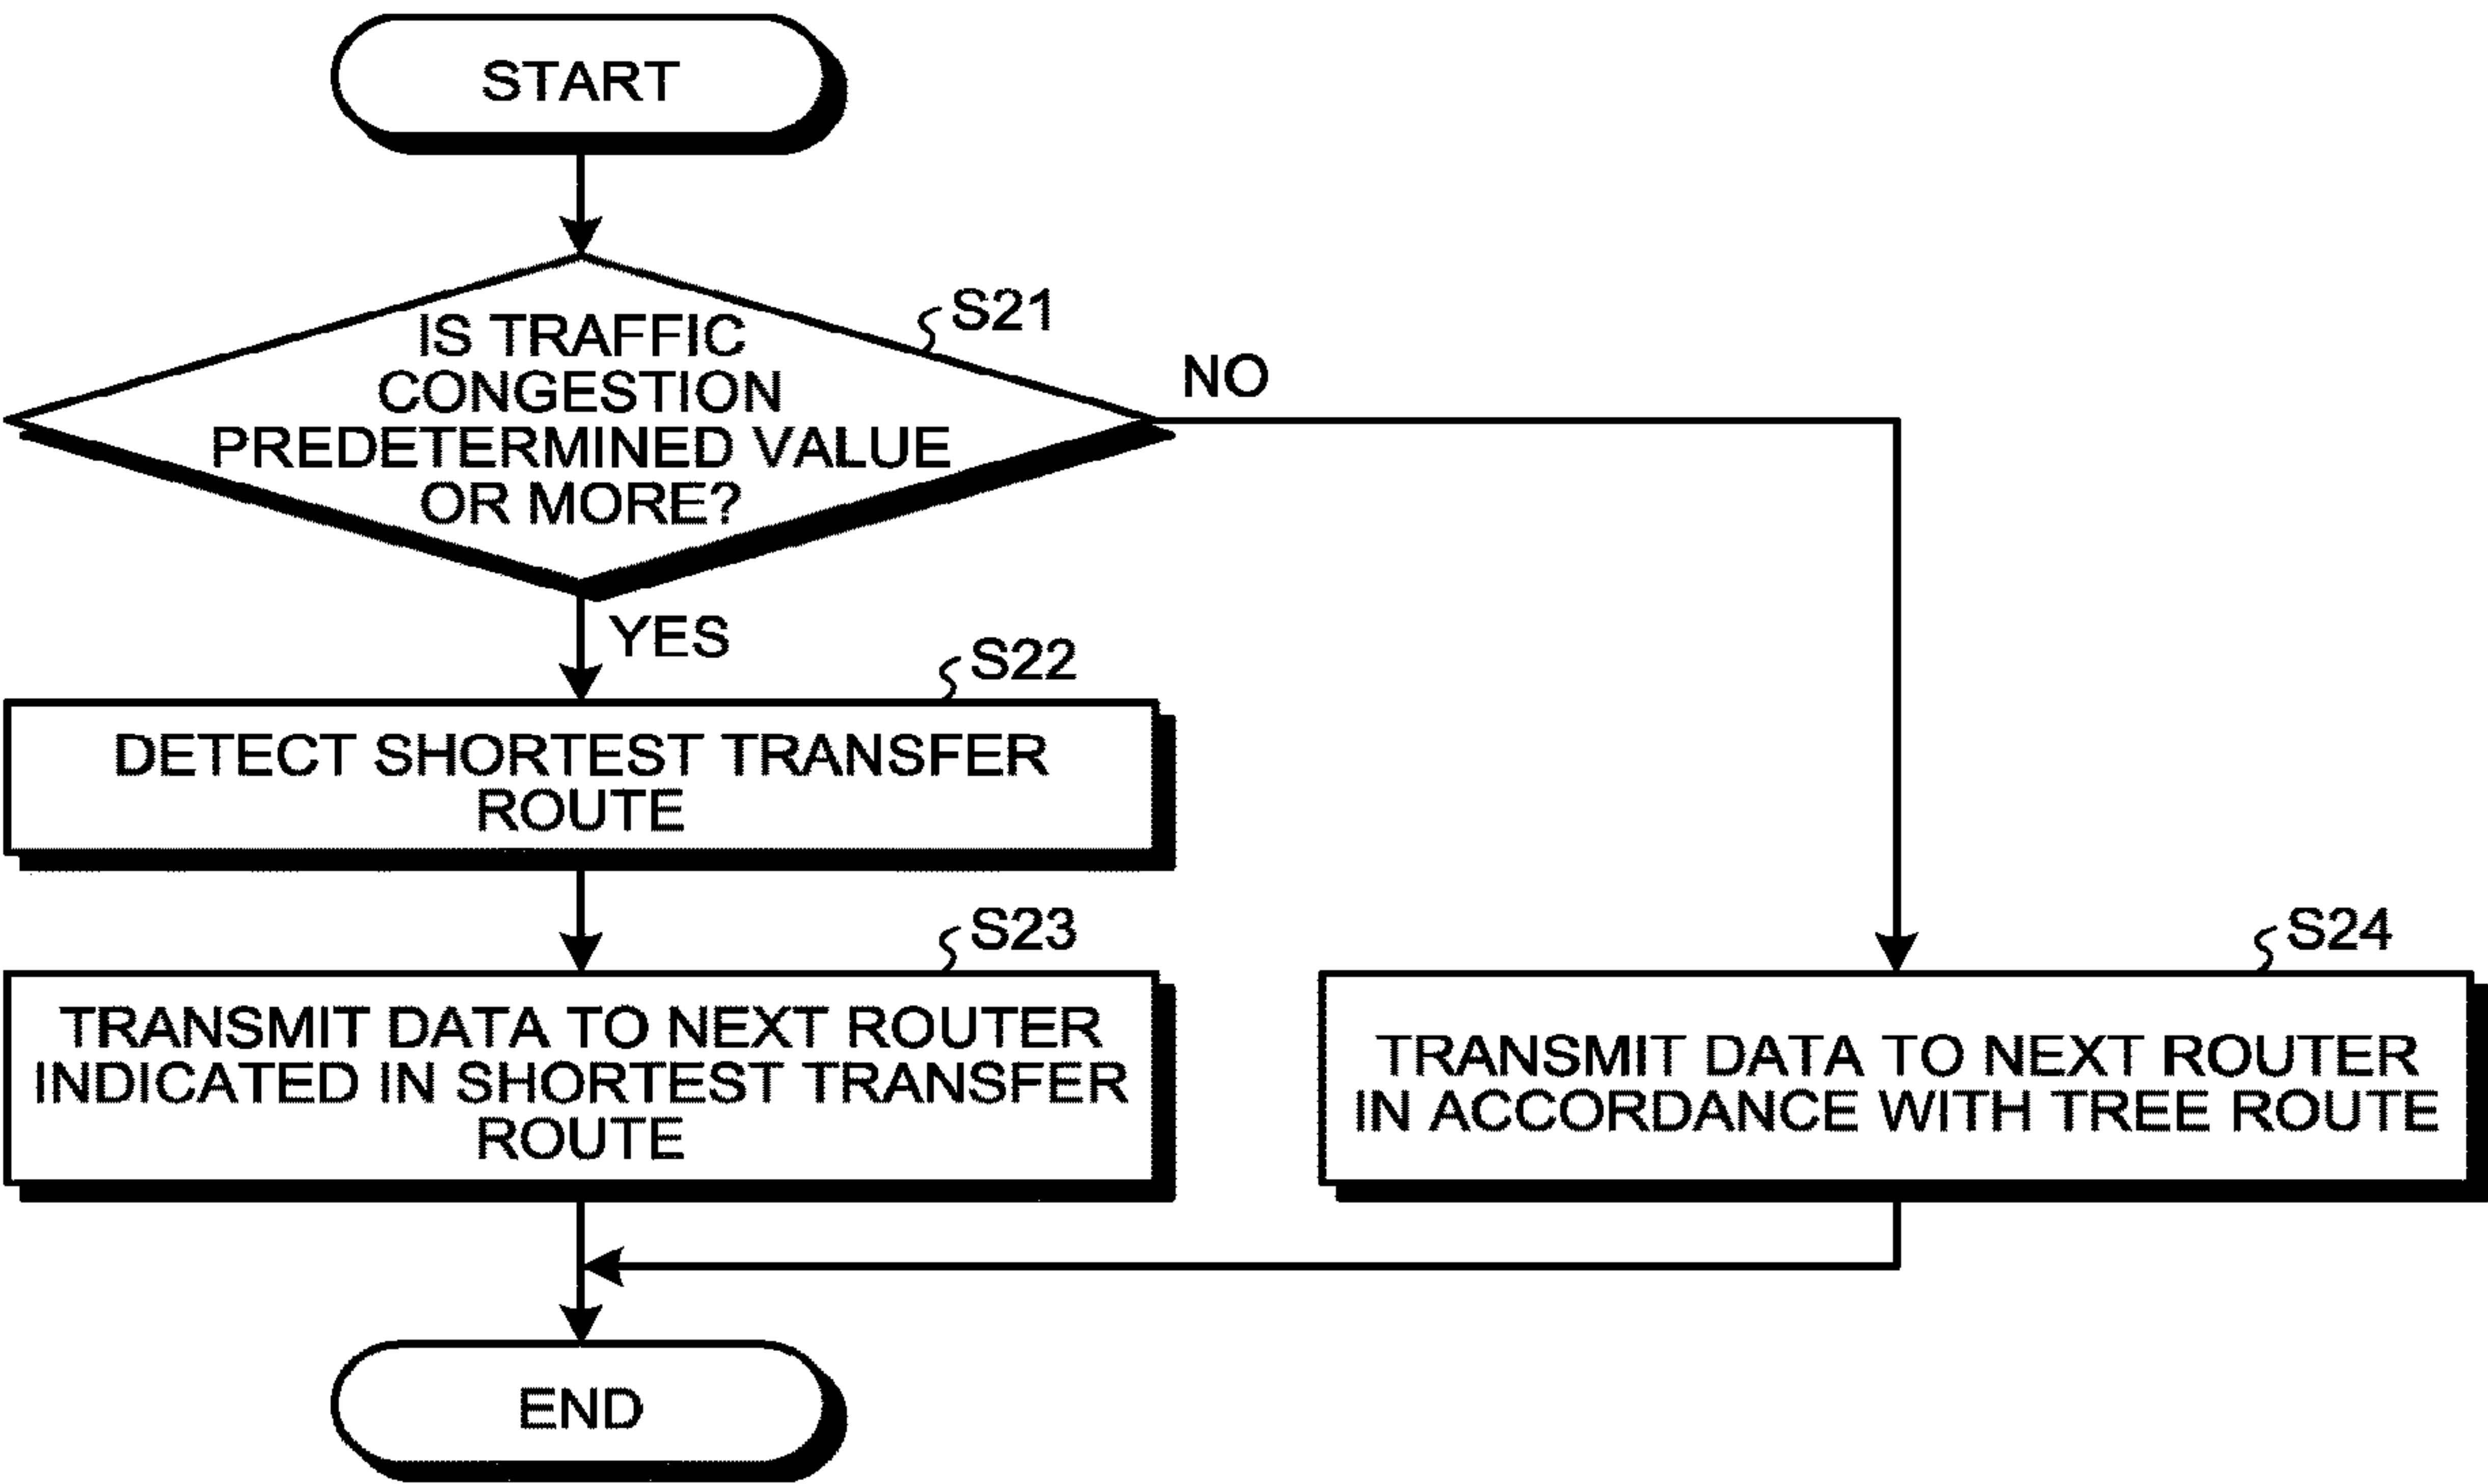 START
S21
IS TRAFFIC
CONGESTION
PREDETERMINED VALUE
OR MORE?
NO
YES
S22
DETECT SHORTEST TRANSFER
ROUTE
S23
TRANSMIT DATA TO NEXT ROUTER
INDICATED IN SHORTEST TRANSFER
ROUTE
S24
TRANSMIT DATA TO NEXT ROUTER
IN ACCORDANCE WITH TREE ROUTE
END